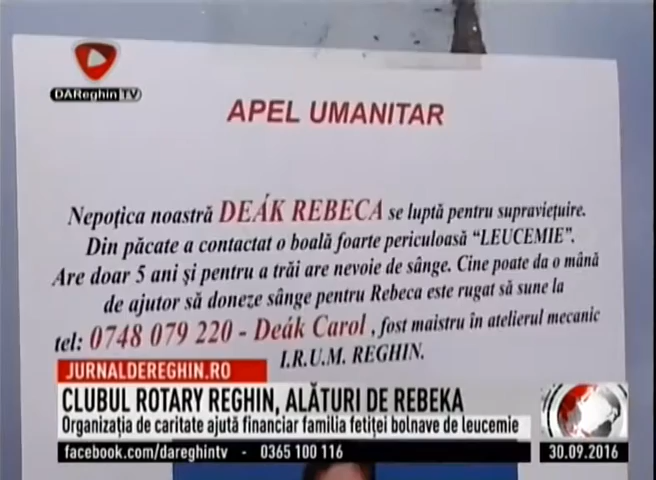 DAReghin TV
APEL UMANITAR
Nepoțica noastră DEÁK REBECA se luptă pentru supraviețuire.
Din păcate a contactat o boală foarte periculoasă "LEUCEMIE".
Are doar 5 ani și pentru a trăi are nevoie de sânge. Cine poate da o mână
de ajutor să doneze sânge pentru Rebeca este rugat să sune la
tel: 0748 079 220 - Deák Carol , fost maistru în atelierul mecanic
I.R.U.M. REGHIN.
JURNALDEREGHIN.RO
CLUBUL ROTARY REGHIN, ALĂTURI DE REBEKA
Organizația de caritate ajută financiar familia fetiței bolnave de leucemie
facebook.com/dareghintv - 0365 100 116
30.09.2016